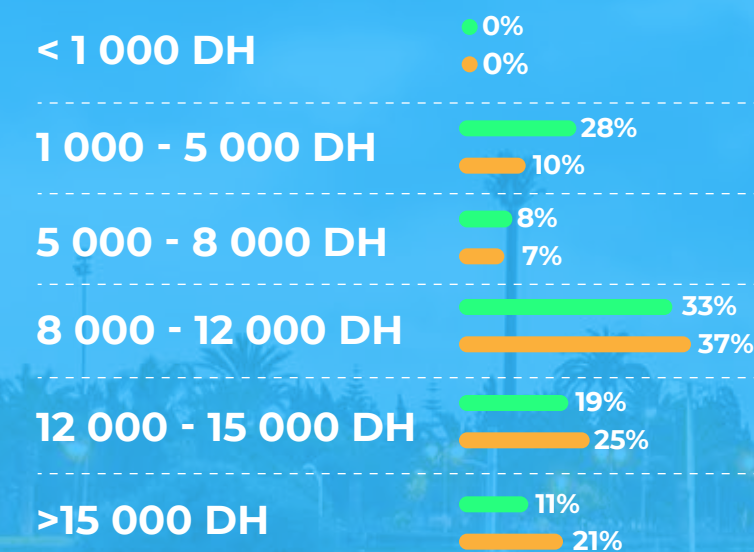 < 1 000 DH
0%
0%
1 000 - 5 000 DH
28%
10%
5 000 - 8 000 DH
8%
7%
8 000 - 12 000 DH
33%
37%
12 000 - 15 000 DH
19%
25%
>15 000 DH
11%
21%